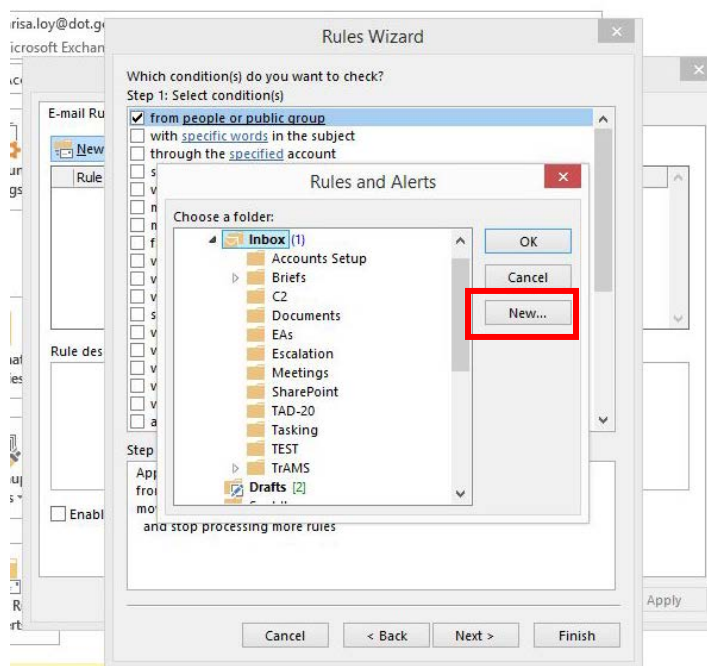 risa.loy@dot.ge
icrosoft Exchan
E-mail Ru
New
Rule
Rule des
Enabl
Apply
Rules Wizard
Which condition(s) do you want to check?
Step 1: Select condition(s)
from people or public group
with specific words in the subject
through the specified account
Rules and Alerts
Choose a folder:
Inbox (1)
Accounts Setup
Briefs
C2
Documents
EAs
Escalation
Meetings
SharePoint
TAD-20
Tasking
TEST
TrAMS
Drafts [2]
OK
Cancel
New...
Step
App
from
mov
and stop processing more rules
Cancel
< Back
Next >
Finish